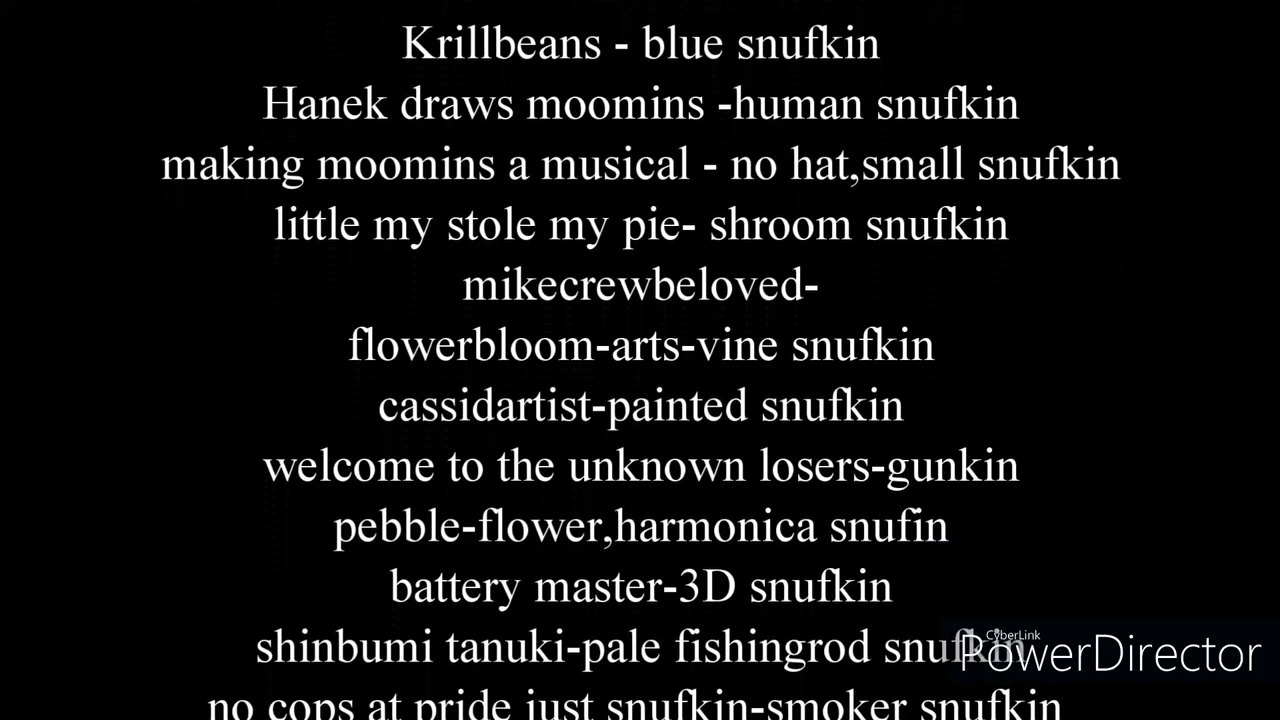 Krillbeans - blue snufkin
Hanek draws moomins -human snufkin
making moomins a musical - no hat,small snufkin
little my stole my pie- shroom snufkin
mikecrewbeloved-
flowerbloom-arts-vine snufkin
cassidartist-painted snufkin
welcome to the unknown losers-gunkin
pebble-flower,harmonica snufin
battery master-3D snufkin
shinbumi tanuki-pale fishingrod snufkin
CyberLink
PowerDirector
no cops at pride just snufkin-smoker snufkin